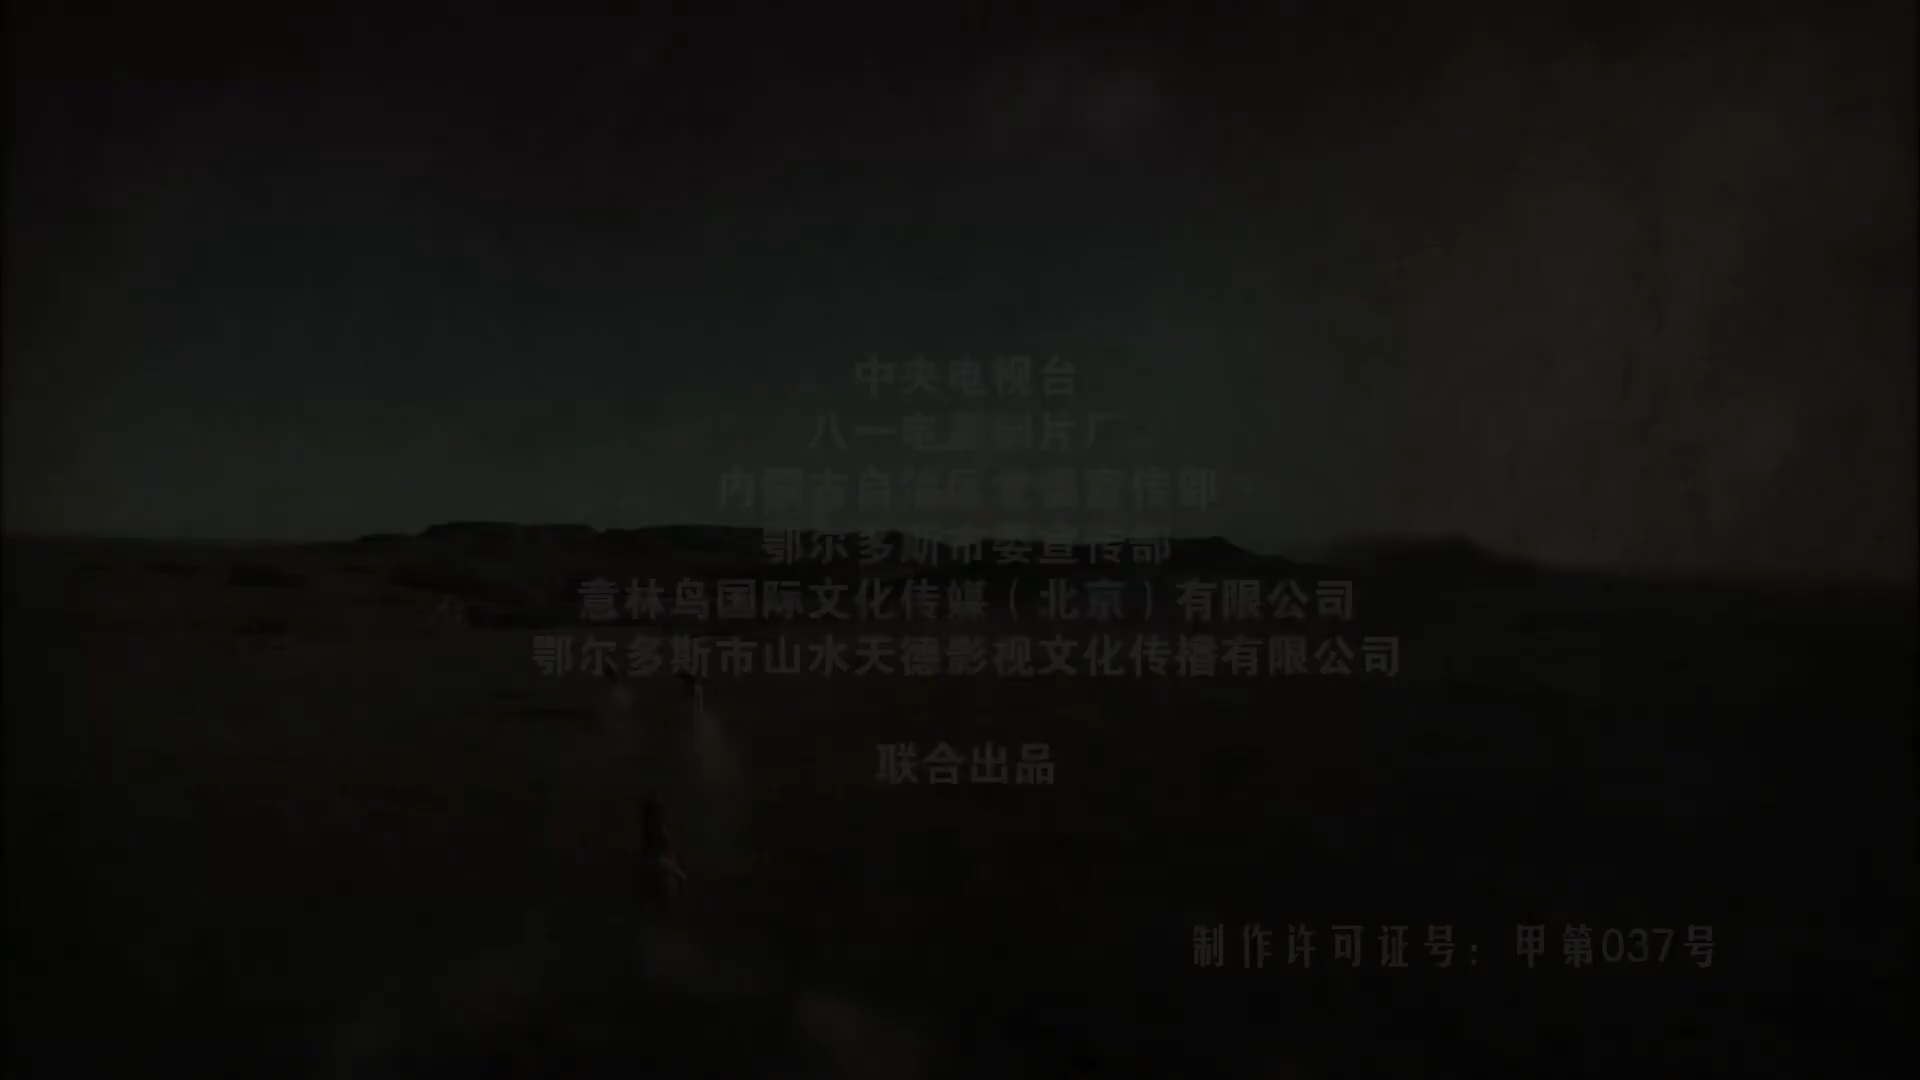 中央电视台
八一电影制片厂
内蒙古自治区党委宣传部
鄂尔多斯市委宣传部
意林鸟国际文化传媒（北京）有限公司
鄂尔多斯市山水天德影视文化传播有限公司
联合出品
制作许可证号：甲第037号